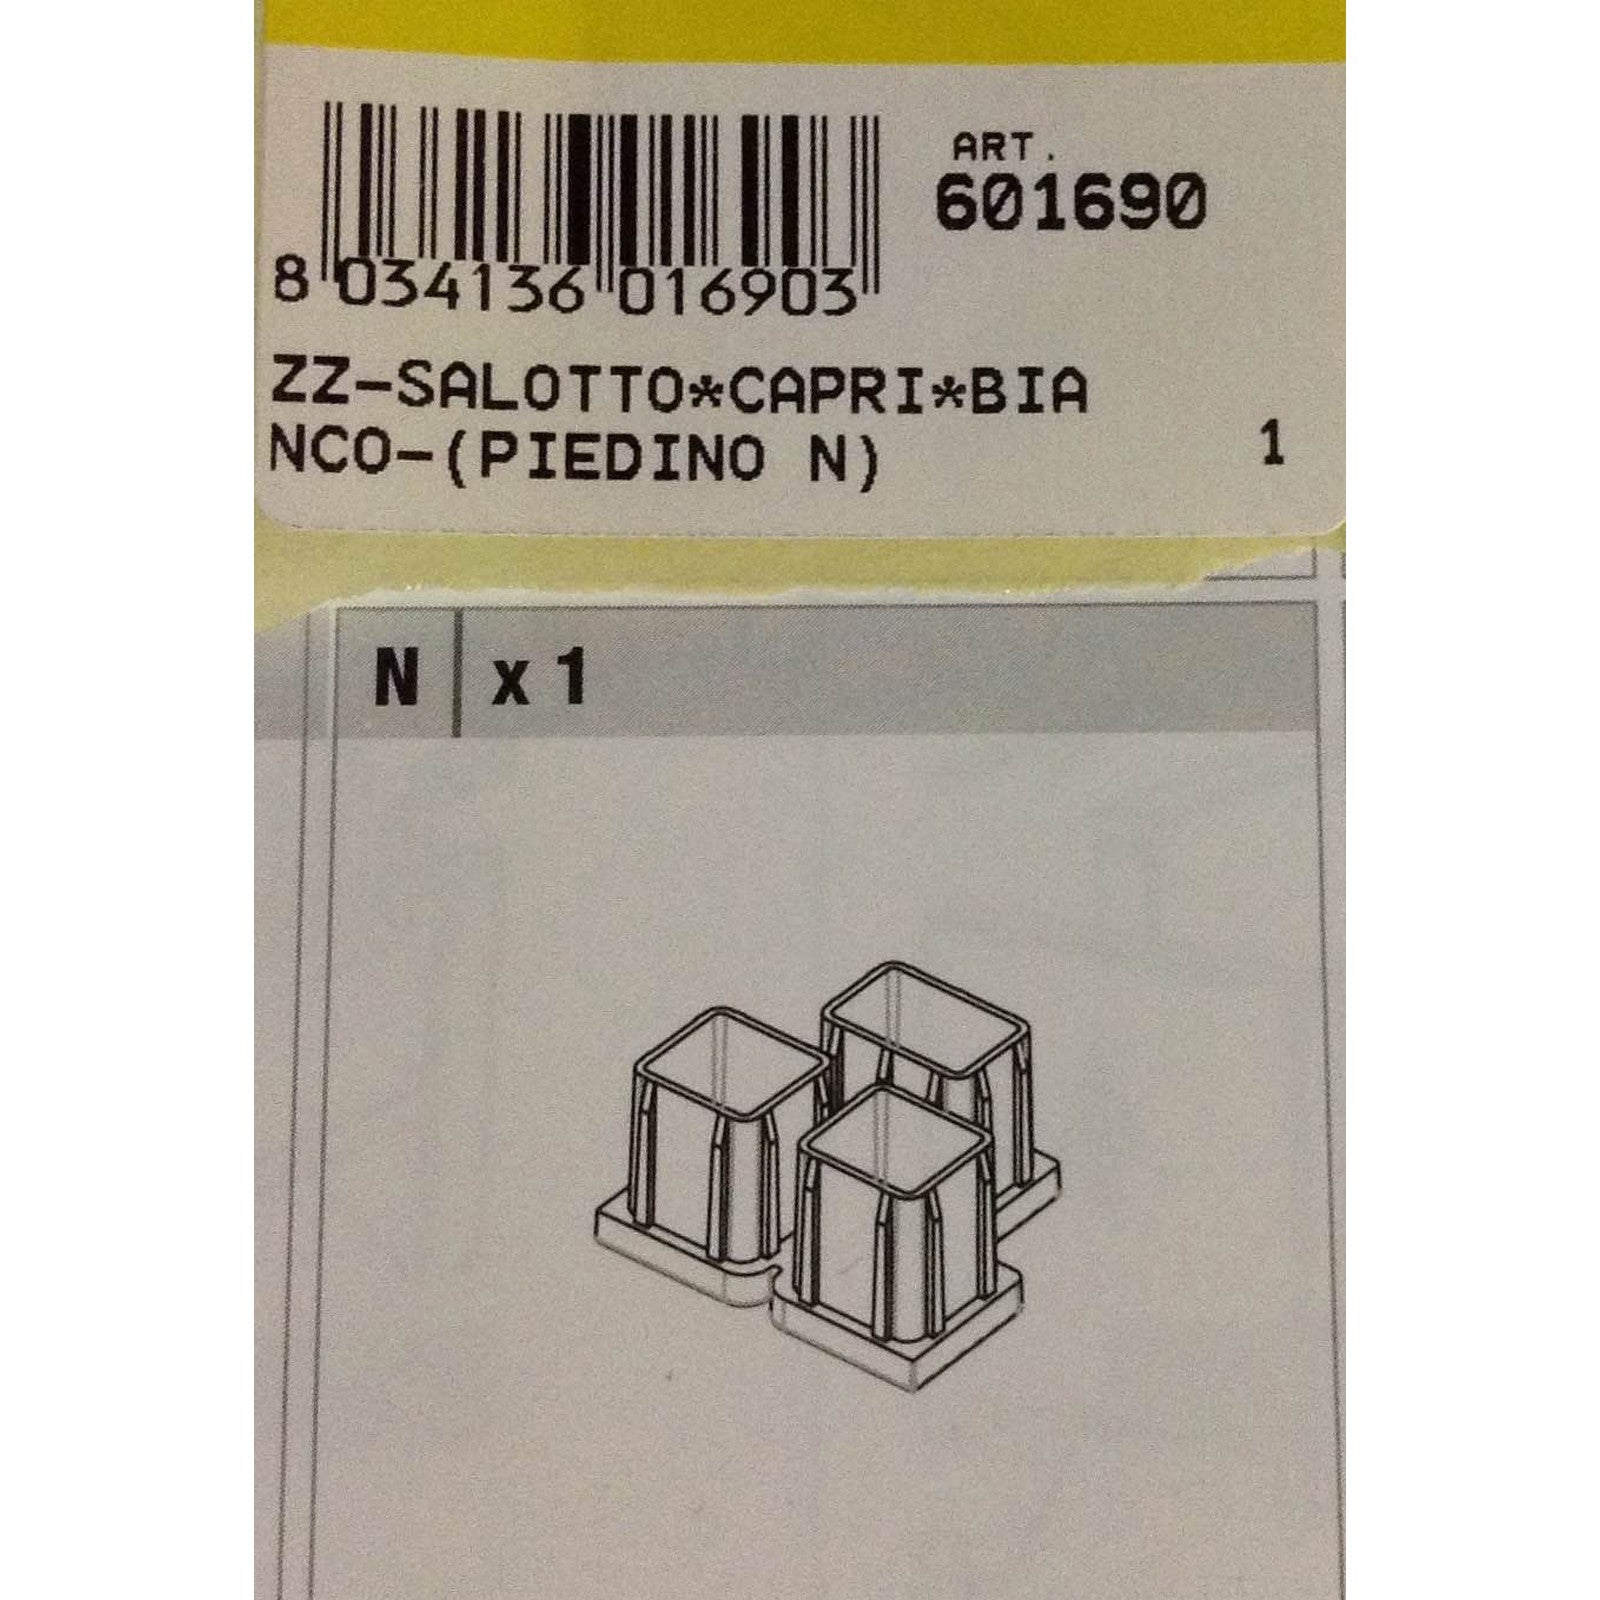 ART.
601690
8 034136 016903
ZZ-SALOTTO*CAPRI*BIA
NCO-(PIEDINO N) 1
N x 1